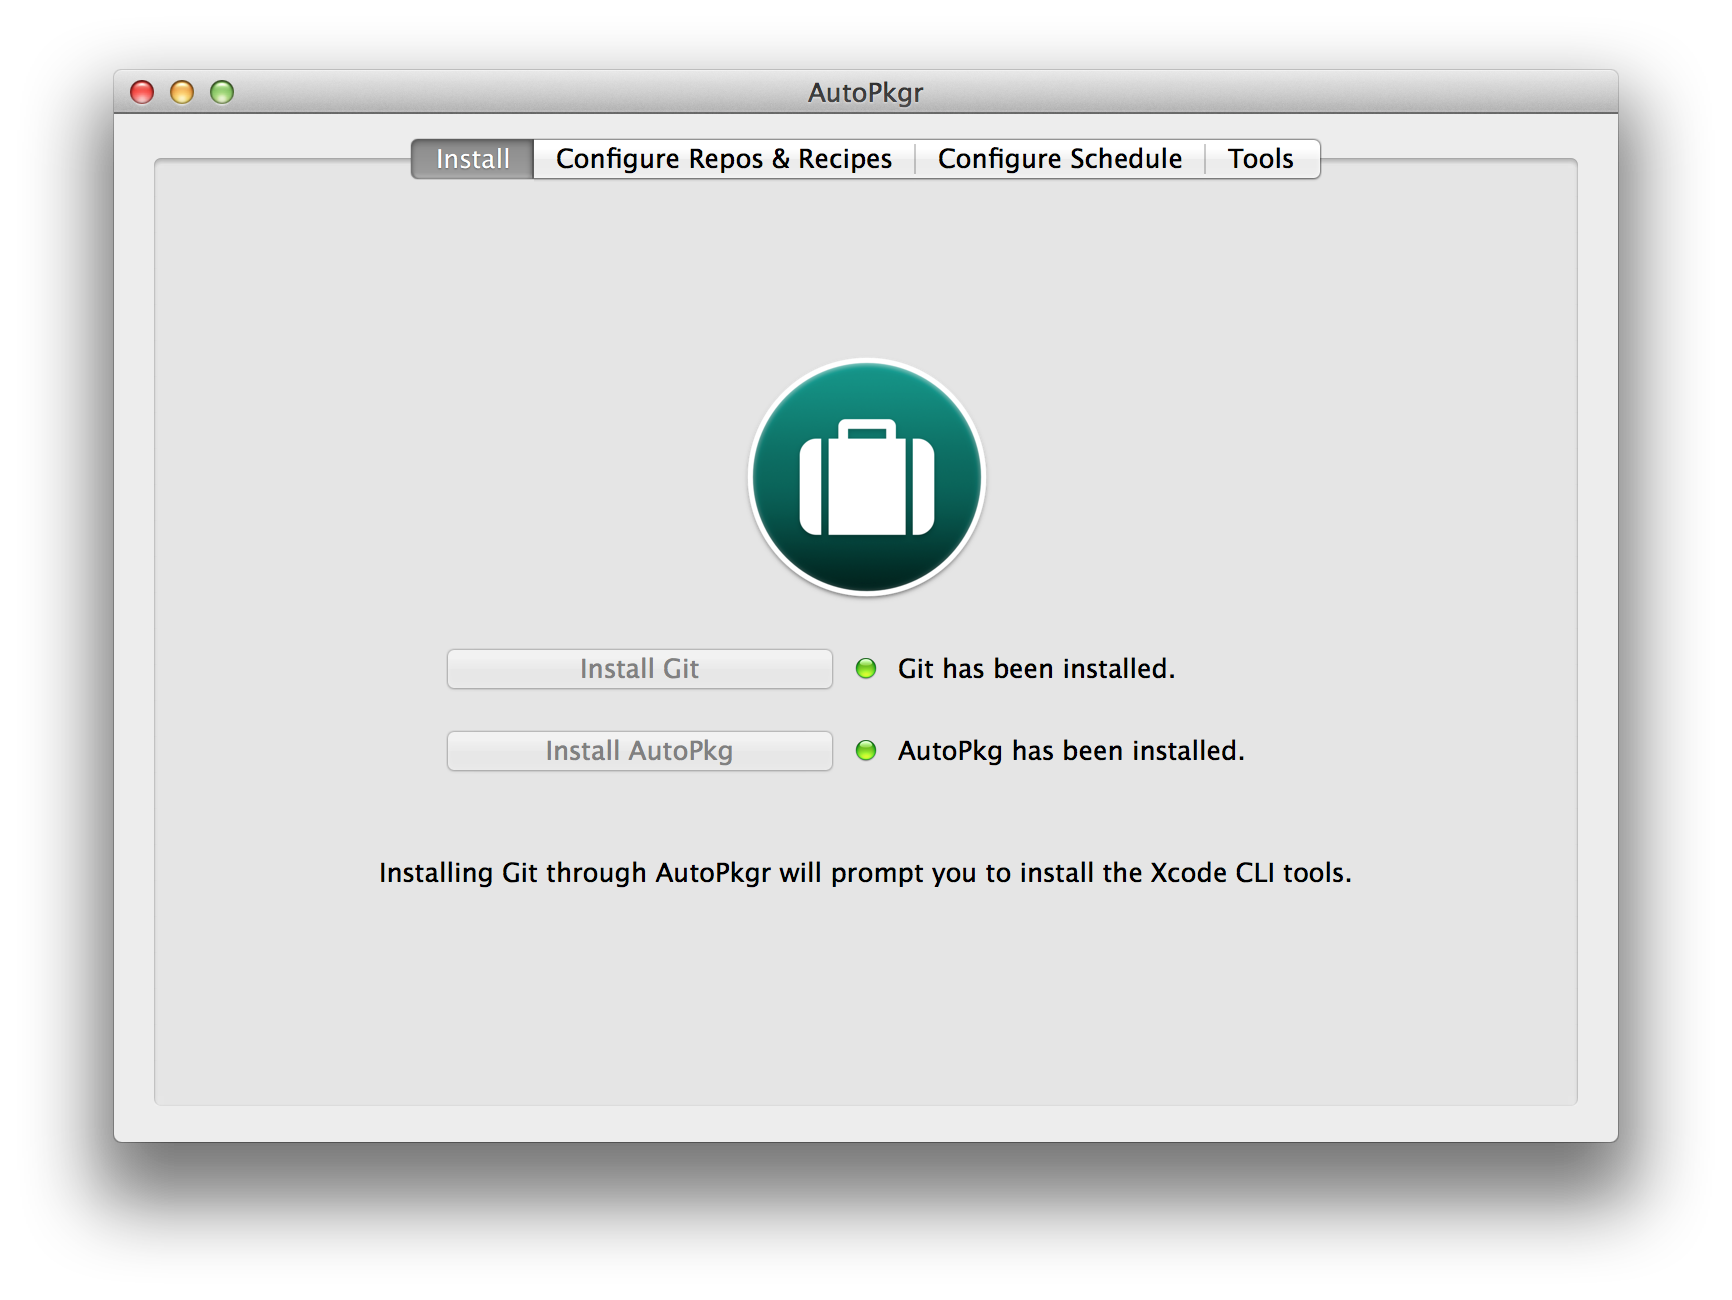 AutoPkgr
Install Configure Repos & Recipes Configure Schedule Tools
Install Git Git has been installed.
Install AutoPkg AutoPkg has been installed.
Installing Git through AutoPkgr will prompt you to install the Xcode CLI tools.